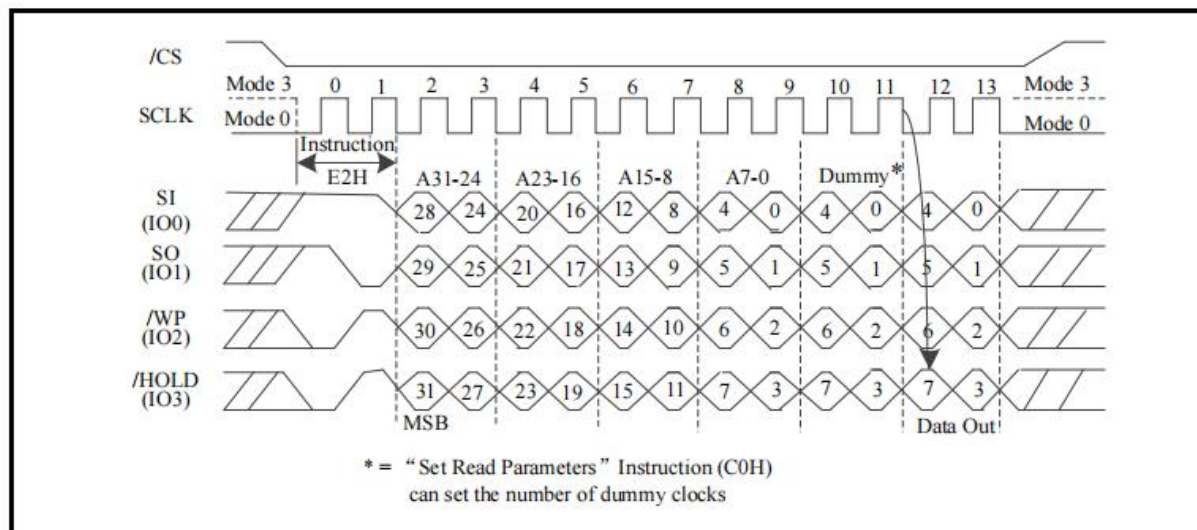 /CS
Mode 3 0 1 2 3 4 5 6 7 8 9 10 11 12 13 Mode 3
SCLK
Mode 0 Mode 0
Instruction
E2H A31-24 A23-16 A15-8 A7-0 Dummy*
SI
(IO0) 28 24 20 16 12 8 4 0 4 0 4 0
SO
(IO1) 29 25 21 17 13 9 5 1 5 1 5 1
/WP
(IO2) 30 26 22 18 14 10 6 2 6 2 6 2
/HOLD
(IO3) 31 27 23 19 15 11 7 3 7 3 7 3
MSB Data Out
* = “Set Read Parameters” Instruction (C0H)
can set the number of dummy clocks